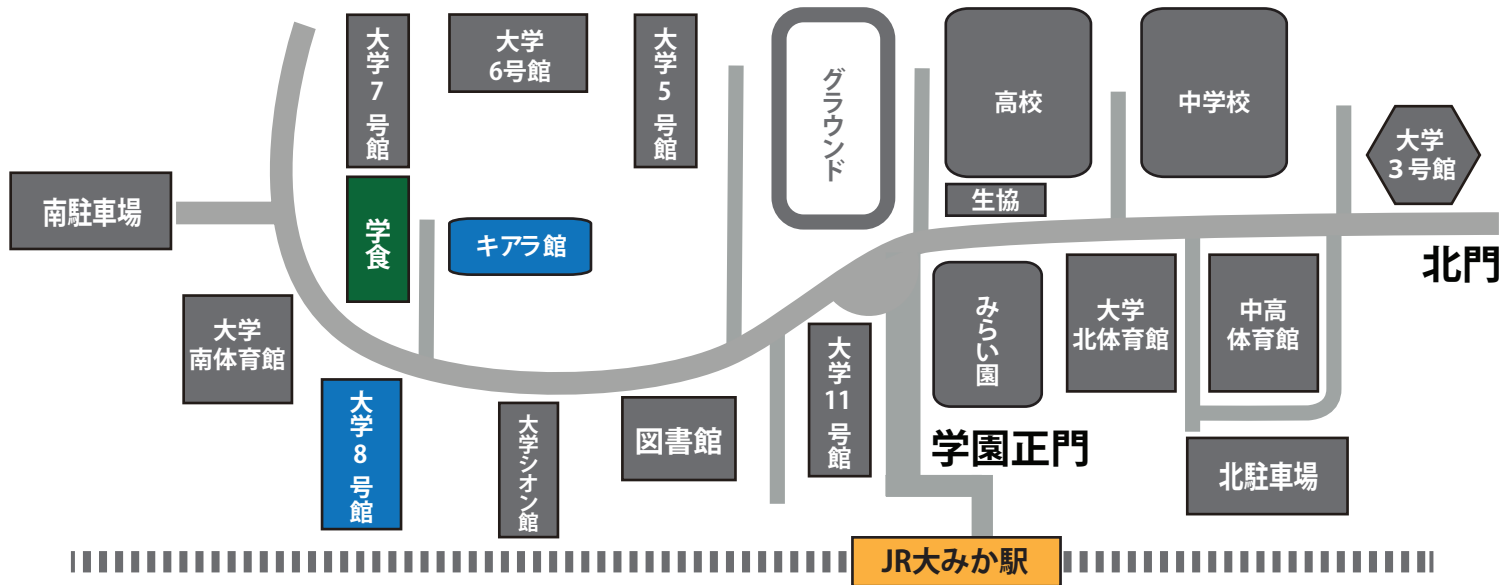 大学7号館
大学
6号館
大学5号館
グラウンド
高校
中学校
大学
3号館
生協
南駐車場
学食
キアラ館
北門
大学
南体育館
みらい園
大学
北体育館
中高
体育館
大学11号館
大学8号館
大学シオン館
図書館
学園正門
北駐車場
JR大みか駅